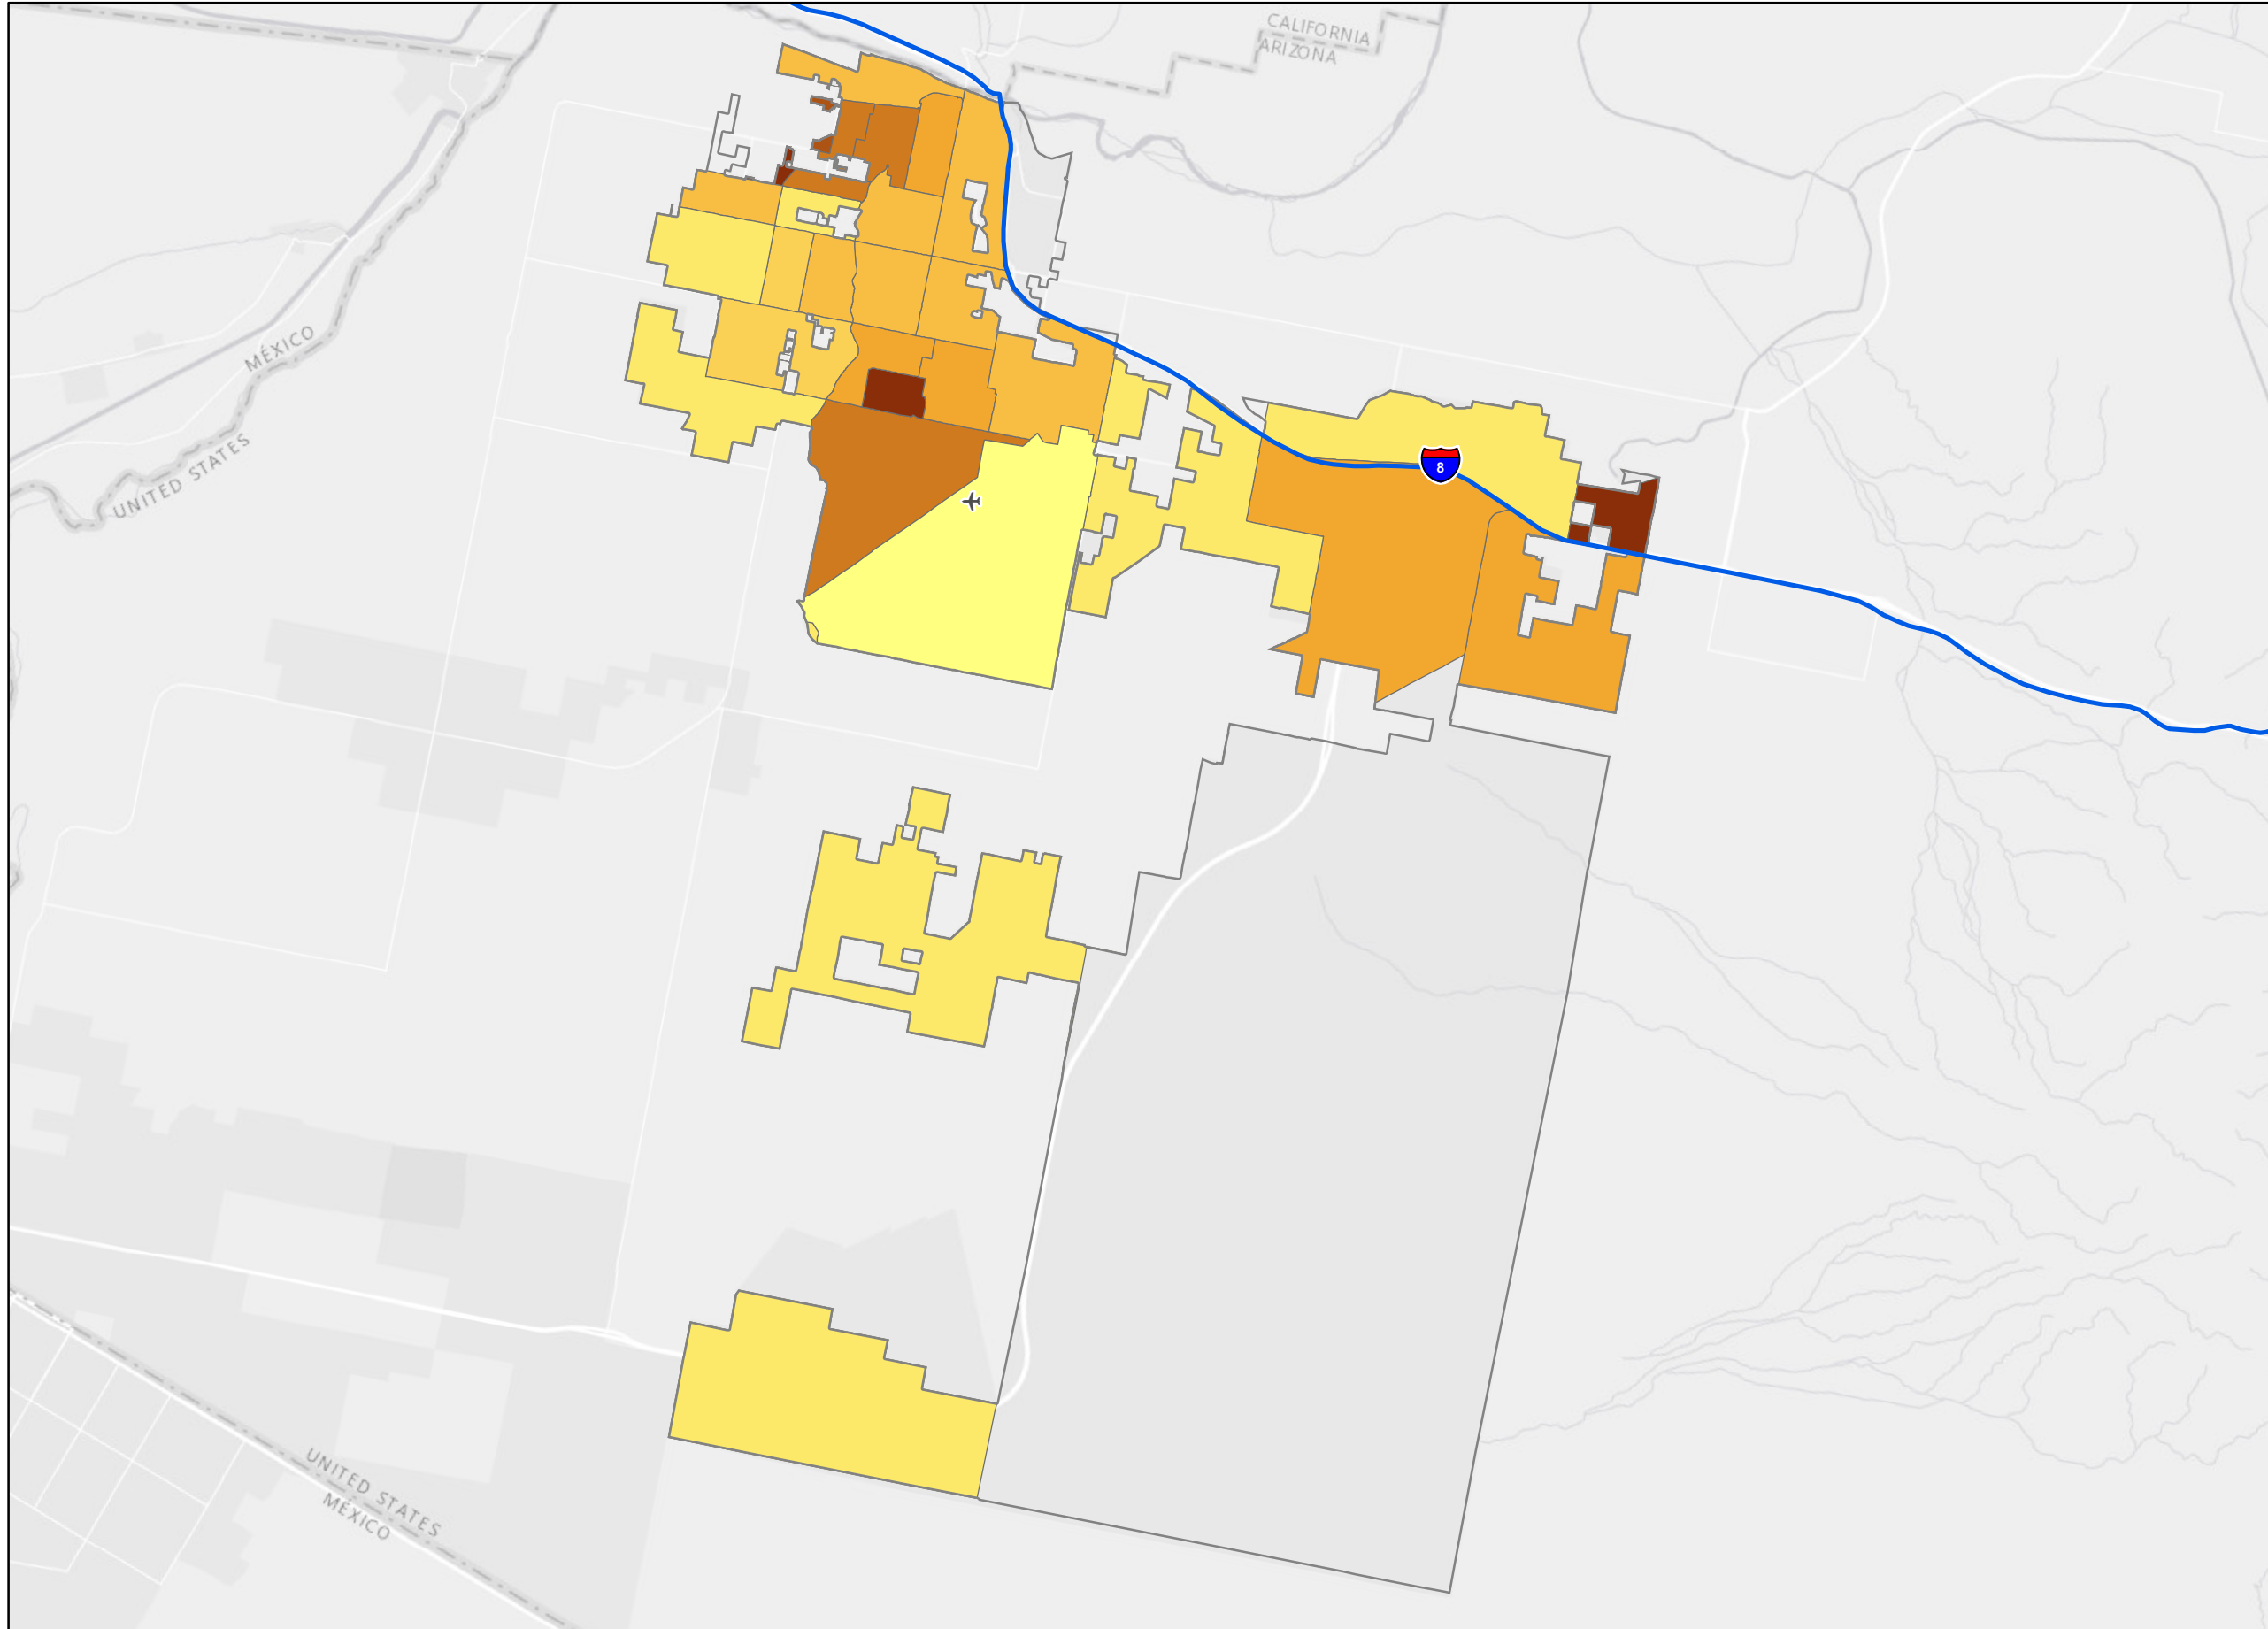 CALIFORNIA
ARIZONA
MÉXICO
UNITED STATES
8
UNITED STATES
MÉXICO